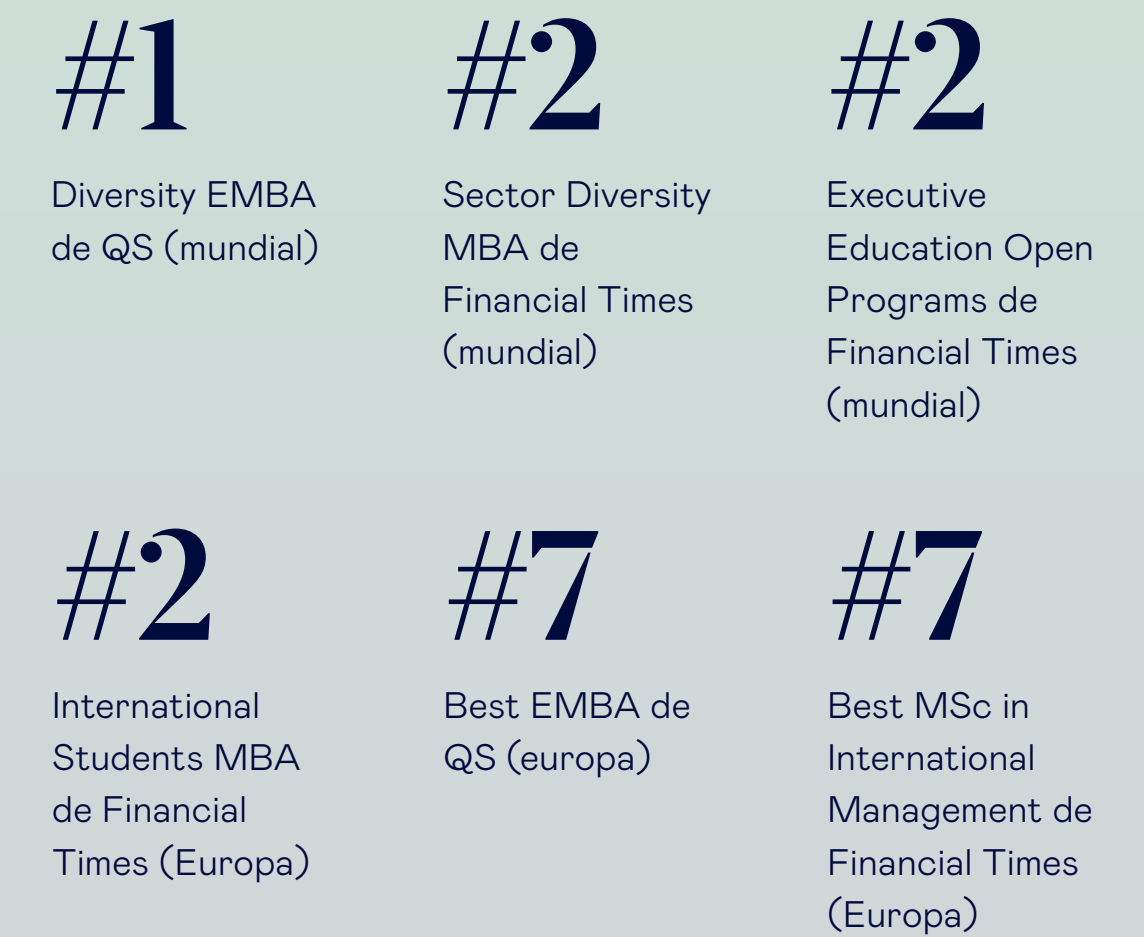 #1
Diversity EMBA
de QS (mundial)
#2
Sector Diversity
MBA de
Financial Times
(mundial)
#2
Executive
Education Open
Programs de
Financial Times
(mundial)
#2
International
Students MBA
de Financial
Times (Europa)
#7
Best EMBA de
QS (europa)
#7
Best MSc in
International
Management de
Financial Times
(Europa)